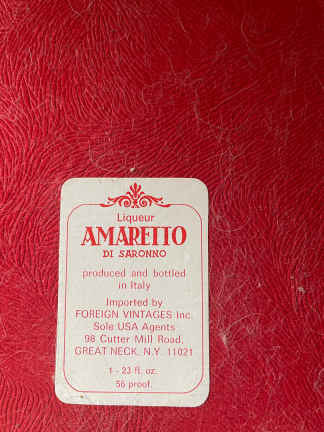 Liqueur
AMARETTO
DI SARONNO
produced and bottled
in Italy
Imported by
FOREIGN VINTAGES Inc.
Sole USA Agents
98 Cutter Mill Road,
GREAT NECK, N.Y. 11021
1 - 23 fl. oz.
56 proof.